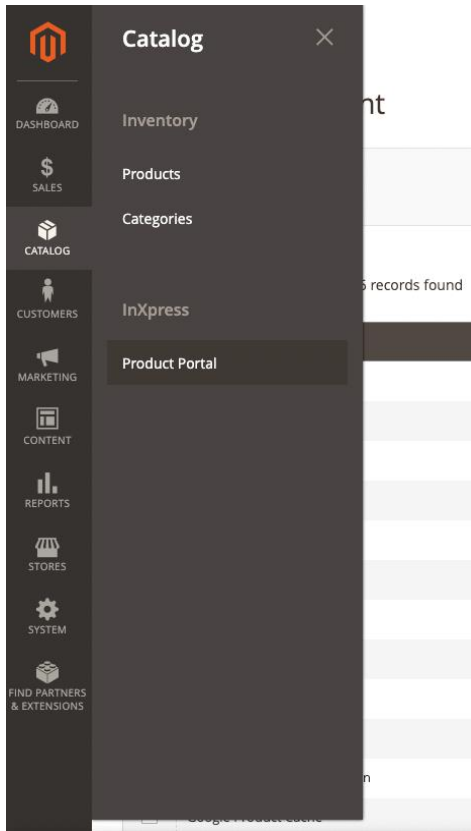 DASHBOARD
$
SALES
CATALOG
CUSTOMERS
MARKETING
CONTENT
REPORTS
STORES
SYSTEM
FIND PARTNERS
& EXTENSIONS
Catalog
Inventory
Products
Categories
InXpress
Product Portal
nt
records found
n